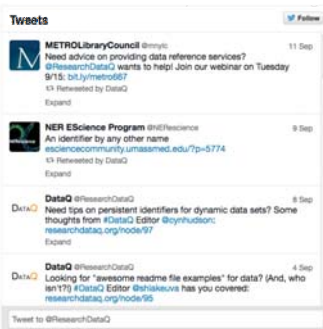 Tweets
Follow
METROLibraryCouncil @mnylc
11 Sep
Need advice on providing data reference services?
@ResearchDataQ wants to help! Join our webinar on Tuesday
9/15: bit.ly/metro667
Retweeted by DataQ
Expand
NER EScience Program @NERescience
9 Sep
An identifier by any other name
esciencecommunity.umassmed.edu/?p=5774
Retweeted by DataQ
Expand
DataQ @ResearchDataQ
8 Sep
DATAQ
Need tips on persistent identifiers for dynamic data sets? Some
thoughts from #DataQ Editor @cynhudson:
researchdataq.org/node/97
Expand
DataQ @ResearchDataQ
4 Sep
DATAQ
Looking for "awesome readme file examples" for data? (And, who
isn't?!) #DataQ Editor @shiakeuva has you covered:
researchdataq.org/node/95
Tweet to @ResearchDataQ